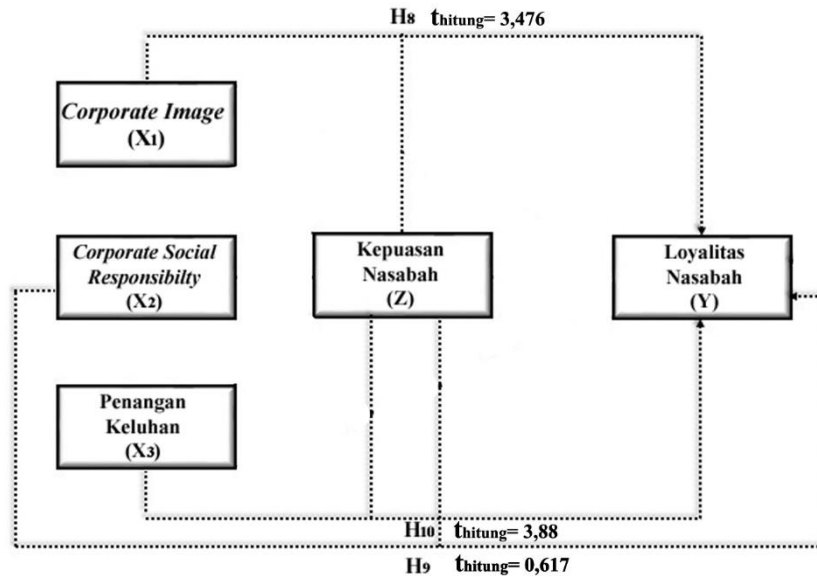 H8 thitung= 3,476
Corporate Image
(X1)
Corporate Social
Responsibilty
(X2)
Kepuasan
Nasabah
(Z)
Loyalitas
Nasabah
(Y)
Penangan
Keluhan
(X3)
H10 thitung= 3,88
H9 thitung= 0,617